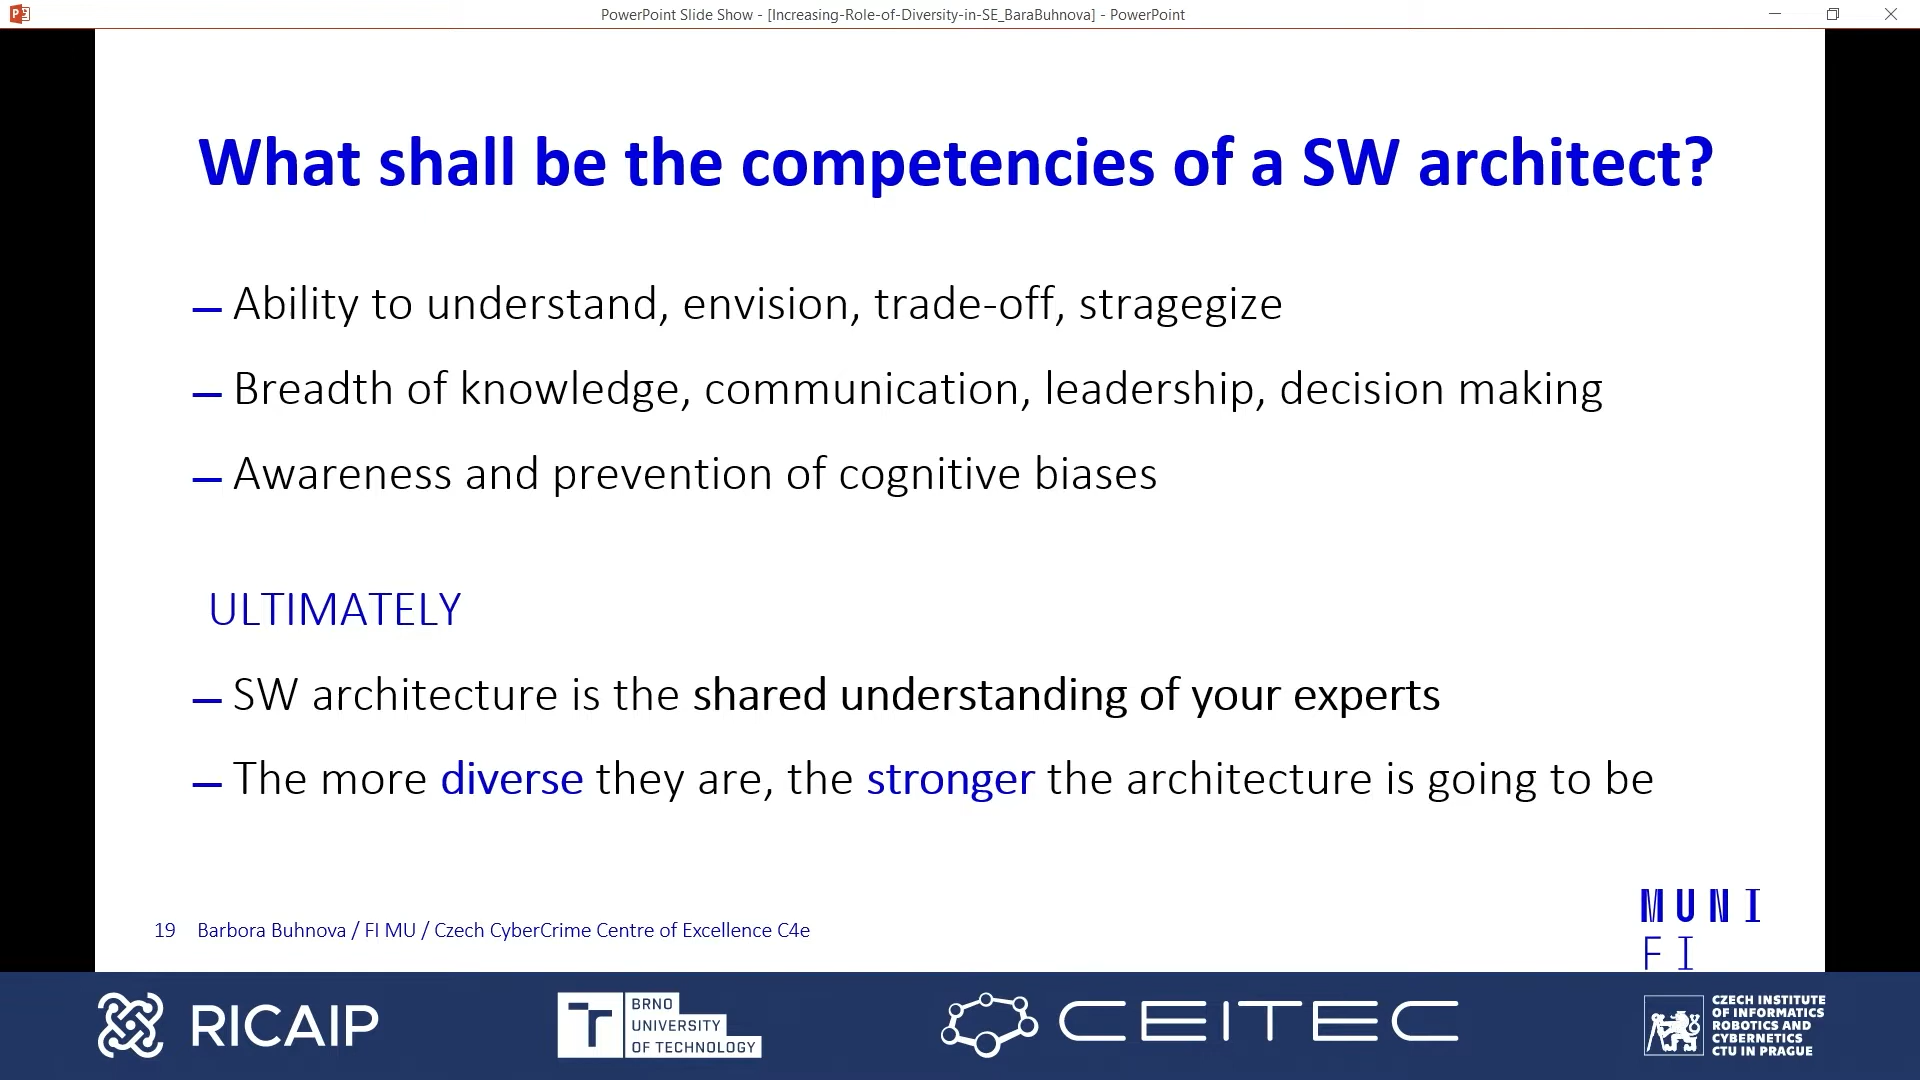 PowerPoint Slide Show - [Increasing-Role-of-Diversity-in-SE_BaraBuhnova] - PowerPoint
What shall be the competencies of a SW architect?
– Ability to understand, envision, trade-off, stragegize
– Breadth of knowledge, communication, leadership, decision making
– Awareness and prevention of cognitive biases
ULTIMATELY
– SW architecture is the shared understanding of your experts
– The more diverse they are, the stronger the architecture is going to be
19 Barbora Buhnova / FI MU / Czech CyberCrime Centre of Excellence C4e
MUNI
FI
RICAIP
T
BRNO
UNIVERSITY
OF TECHNOLOGY
CEITEC
CZECH INSTITUTE
OF INFORMATICS
ROBOTICS AND
CYBERNETICS
CTU IN PRAGUE